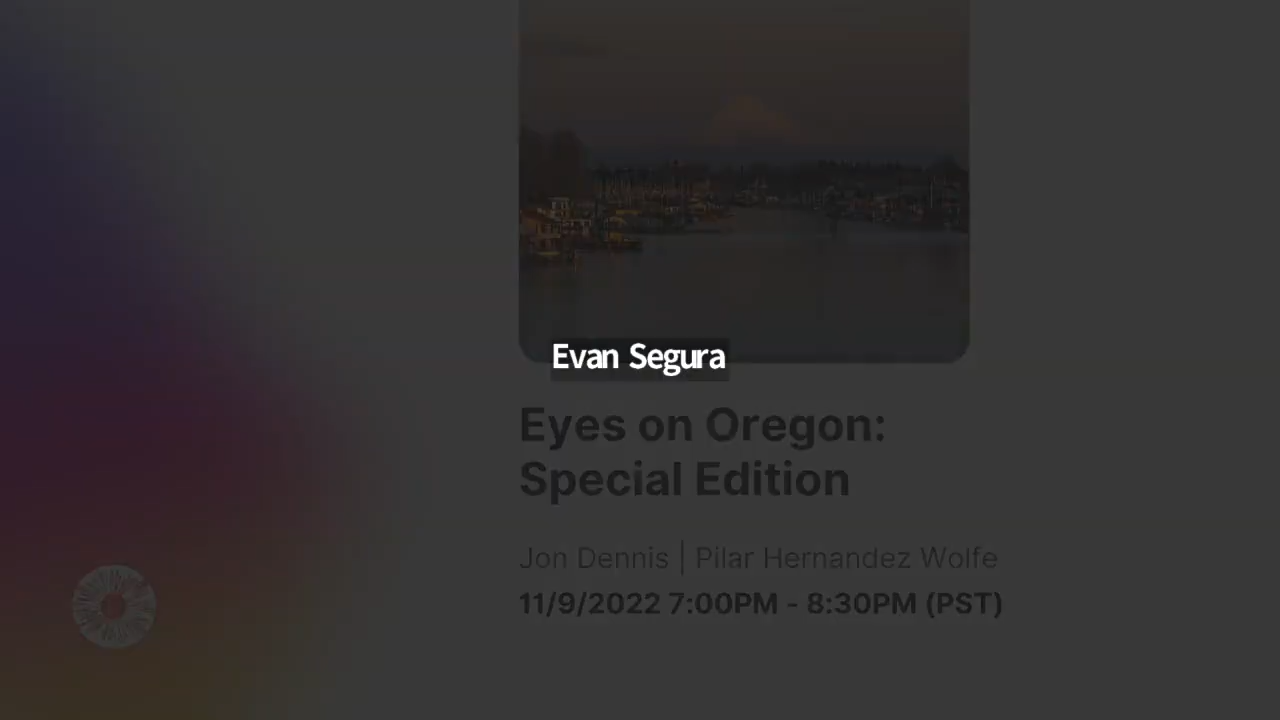 Evan Segura
Eyes on Oregon:
Special Edition
Jon Dennis | Pilar Hernandez Wolfe
11/9/2022 7:00PM - 8:30PM (PST)